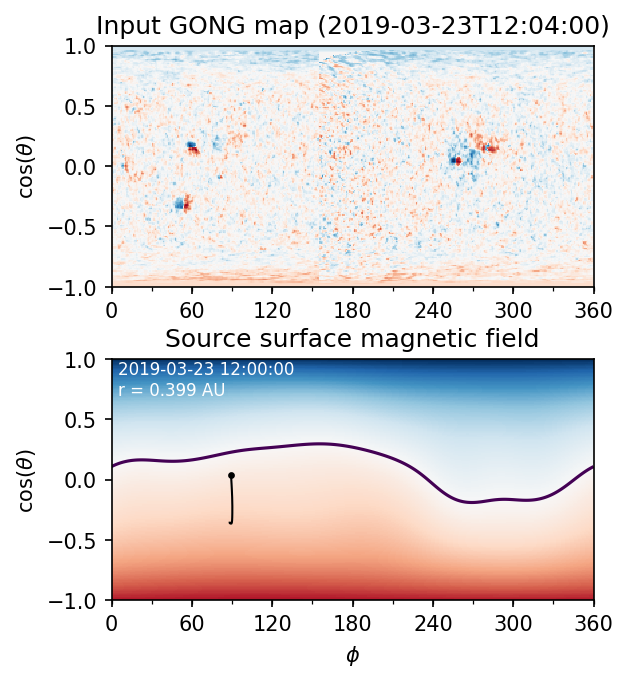 Input GONG map (2019-03-23T12:04:00)
1.0
0.5
0.0
−0.5
−1.0
cos(θ)
0 60 120 180 240 300 360
Source surface magnetic field
2019-03-23 12:00:00
r = 0.399 AU
1.0
0.5
0.0
−0.5
−1.0
cos(θ)
0 60 120 180 240 300 360
ϕ